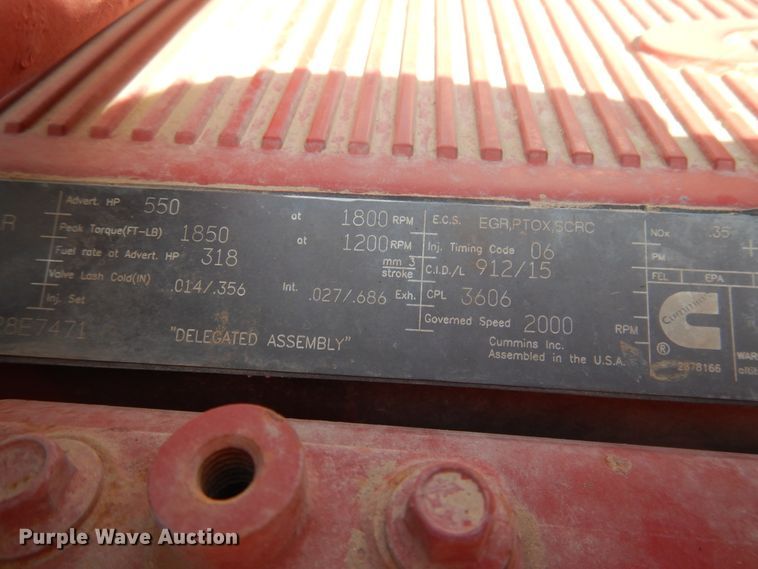 Advert. HP 550 at 1800 RPM
Peak Torque(FT-LB) 1850 at 1200 RPM
Fuel rate at Advert. HP 318 mm 3 stroke
Valve Lash Cold(IN) .014/.356 Int. .027/.686 Exh.
Inj. Set
28E7471
"DELEGATED ASSEMBLY"
E.C.S. EGR,PTOX,SCRC
Inj. Timing Code 06
C.I.D./L 912/15
CPL 3606
Governed Speed 2000 RPM
Cummins Inc.
Assembled in the U.S.A.
NOx .35
PM
FEL EPA
Cummins
®
2878166
WAR
Purple Wave Auction®